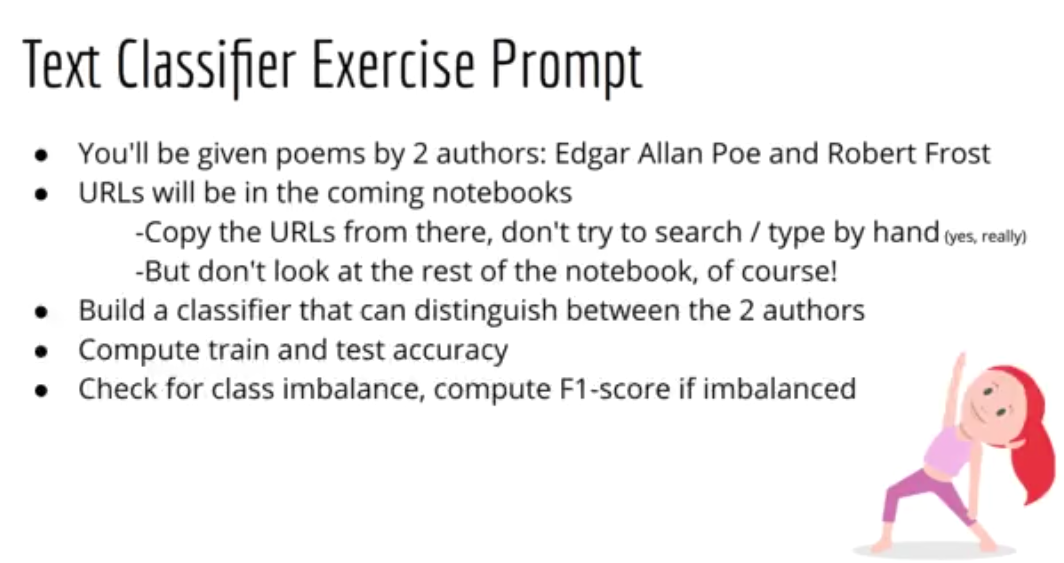 Text Classifier Exercise Prompt
● You'll be given poems by 2 authors: Edgar Allan Poe and Robert Frost
● URLs will be in the coming notebooks
-Copy the URLs from there, don't try to search / type by hand (yes, really)
-But don't look at the rest of the notebook, of course!
● Build a classifier that can distinguish between the 2 authors
● Compute train and test accuracy
● Check for class imbalance, compute F1-score if imbalanced